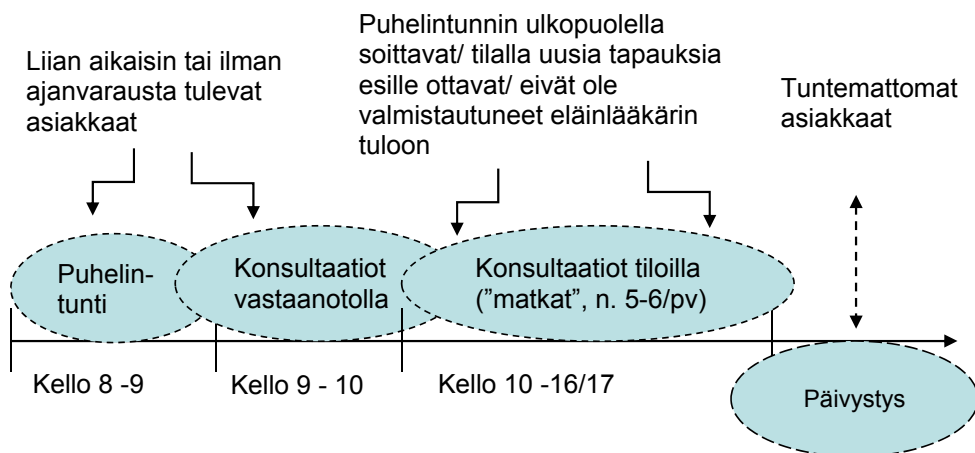 Liian aikaisin tai ilman
ajanvarausta tulevat
asiakkaat
Puhelintunnin ulkopuolella
soittavat/ tilalla uusia tapauksia
esille ottavat/ eivät ole
valmistautuneet eläinlääkärin
tuloon
Tuntemattomat
asiakkaat
Puhelin-
tunti
Konsultaatiot
vastaanotolla
Konsultaatiot tiloilla
(”matkat”, n. 5-6/pv)
Kello 8 -9
Kello 9 - 10
Kello 10 -16/17
Päivystys